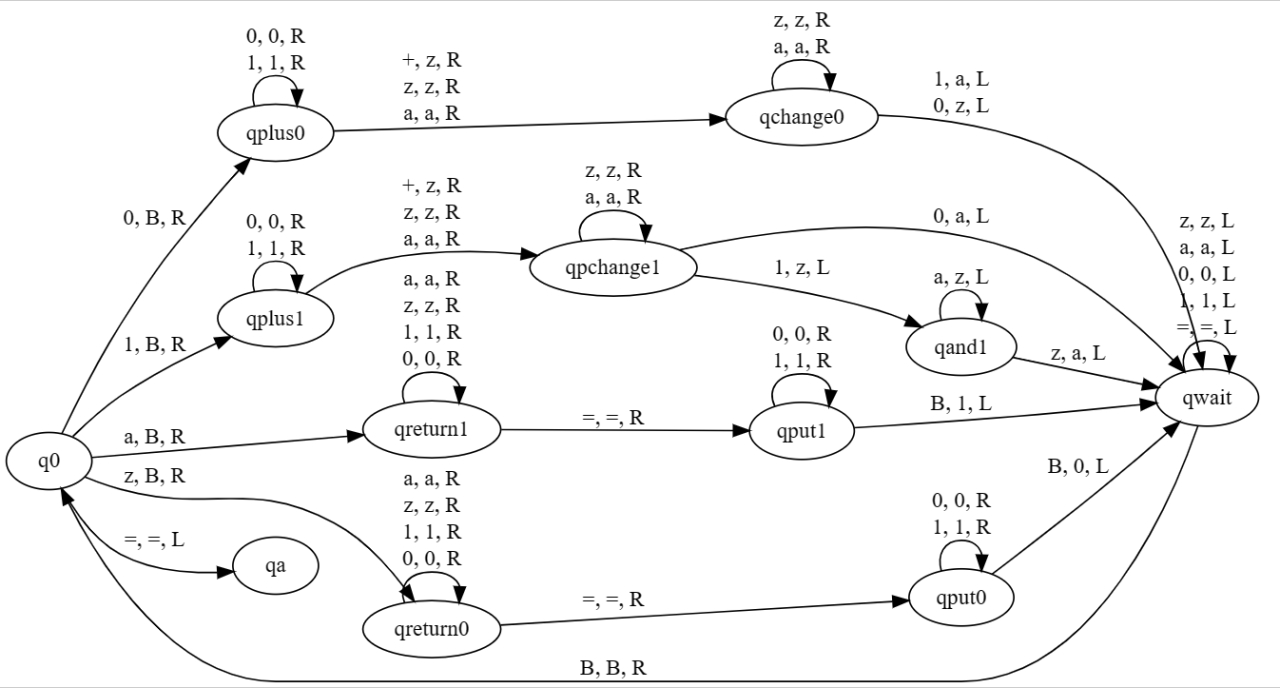 0, 0, R
1, 1, R
qplus0
+, z, R
z, z, R
a, a, R
z, z, R
a, a, R
qchange0
1, a, L
0, z, L
0, B, R
0, 0, R
1, 1, R
qplus1
+, z, R
z, z, R
a, a, R
z, z, R
a, a, R
qpchange1
0, a, L
1, z, L
a, z, L
qand1
z, a, L
z, z, L
a, a, L
0, 0, L
1, 1, L
=, =, L
qwait
1, B, R
a, a, R
z, z, R
1, 1, R
0, 0, R
qreturn1
=, =, R
0, 0, R
1, 1, R
qput1
B, 1, L
q0
a, B, R
z, B, R
=, =, L
qa
a, a, R
z, z, R
1, 1, R
0, 0, R
qreturn0
=, =, R
0, 0, R
1, 1, R
qput0
B, 0, L
B, B, R